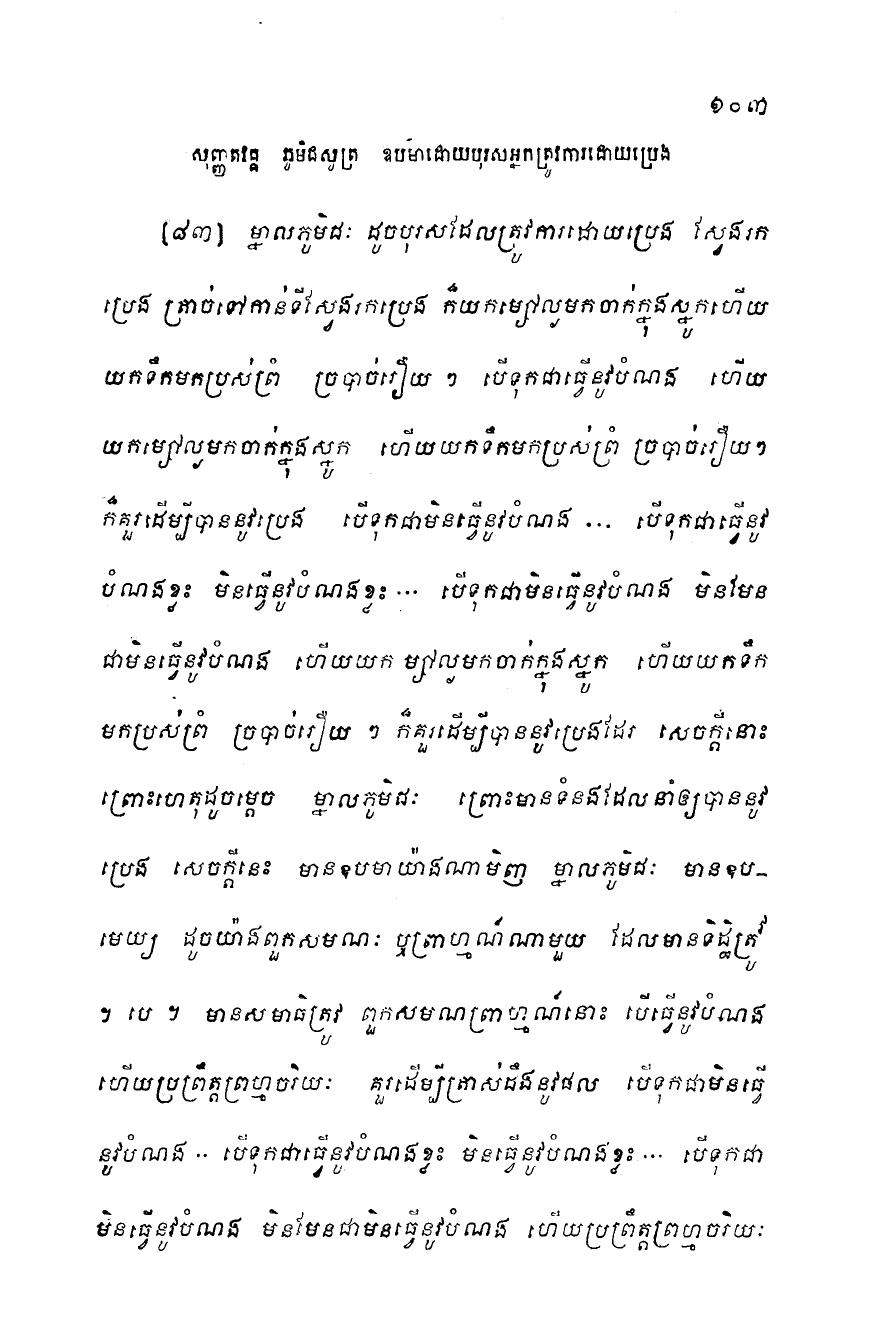 ១០៣
សុញ្ញតវគ្គ ភូមិជសូត្រ ឧបមាដោយបុរសអ្នកត្រូវការដោយប្រេង
[៨៣] ម្នាលភូមិជៈ ដូចបុរសដែលត្រូវការដោយប្រេង ស្វែងរក
ប្រេង ត្រាច់ទៅកាន់ទីស្វែងរកប្រេង ក៏យកម្សៅល្ងមកចាក់ក្នុងស្នូកហើយ
យកទឹកមកប្រស់ព្រំ ច្របាច់រឿយ ៗ បើទុកជាធ្វើនូវបំណង ហើយ
យកម្សៅល្ងមកចាក់ក្នុងស្នូក ហើយយកទឹកមកប្រស់ព្រំ ច្របាច់រឿយៗ
ក៏គួរដើម្បីបាននូវប្រេង បើទុកជាមិនធ្វើនូវបំណង ... បើទុកជាធ្វើនូវ
បំណងខ្លះ មិនធ្វើនូវបំណងខ្លះ ... បើទុកជាមិនធ្វើនូវបំណង មិនមែន
ជាមិនធ្វើនូវបំណង ហើយយក ម្សៅល្ងមកចាក់ក្នុងស្នូក ហើយយកទឹក
មកប្រស់ព្រំ ច្របាច់រឿយ ៗ ក៏គួរដើម្បីបាននូវប្រេងដែរ សេចក្តីនោះ
ព្រោះហេតុដូចម្តេច ម្នាលភូមិជៈ ព្រោះមានទំនងដែលនាំឲ្យបាននូវ
ប្រេង សេចក្តីនេះ មានឧបមាយ៉ាងណាមិញ ម្នាលភូមិជៈ មានឧប-
មេយ្យ ដូចយ៉ាងពួកសមណៈ ឬព្រាហ្មណ៍ណាមួយ ដែលមានទិដ្ឋិត្រូវ
ៗ បេ ៗ មានសមាធិត្រូវ ពួកសមណព្រាហ្មណ៍នោះ បើធ្វើនូវបំណង
ហើយប្រព្រឹត្តព្រហ្មចរិយៈ គួរដើម្បីត្រាស់ដឹងនូវផល បើទុកជាមិនធ្វើ
នូវបំណង .. បើទុកជាធ្វើនូវបំណងខ្លះ មិនធ្វើនូវបំណងខ្លះ ... បើទុកជា
មិនធ្វើនូវបំណង មិនមែនជាមិនធ្វើនូវបំណង ហើយប្រព្រឹត្តព្រហ្មចរិយៈ